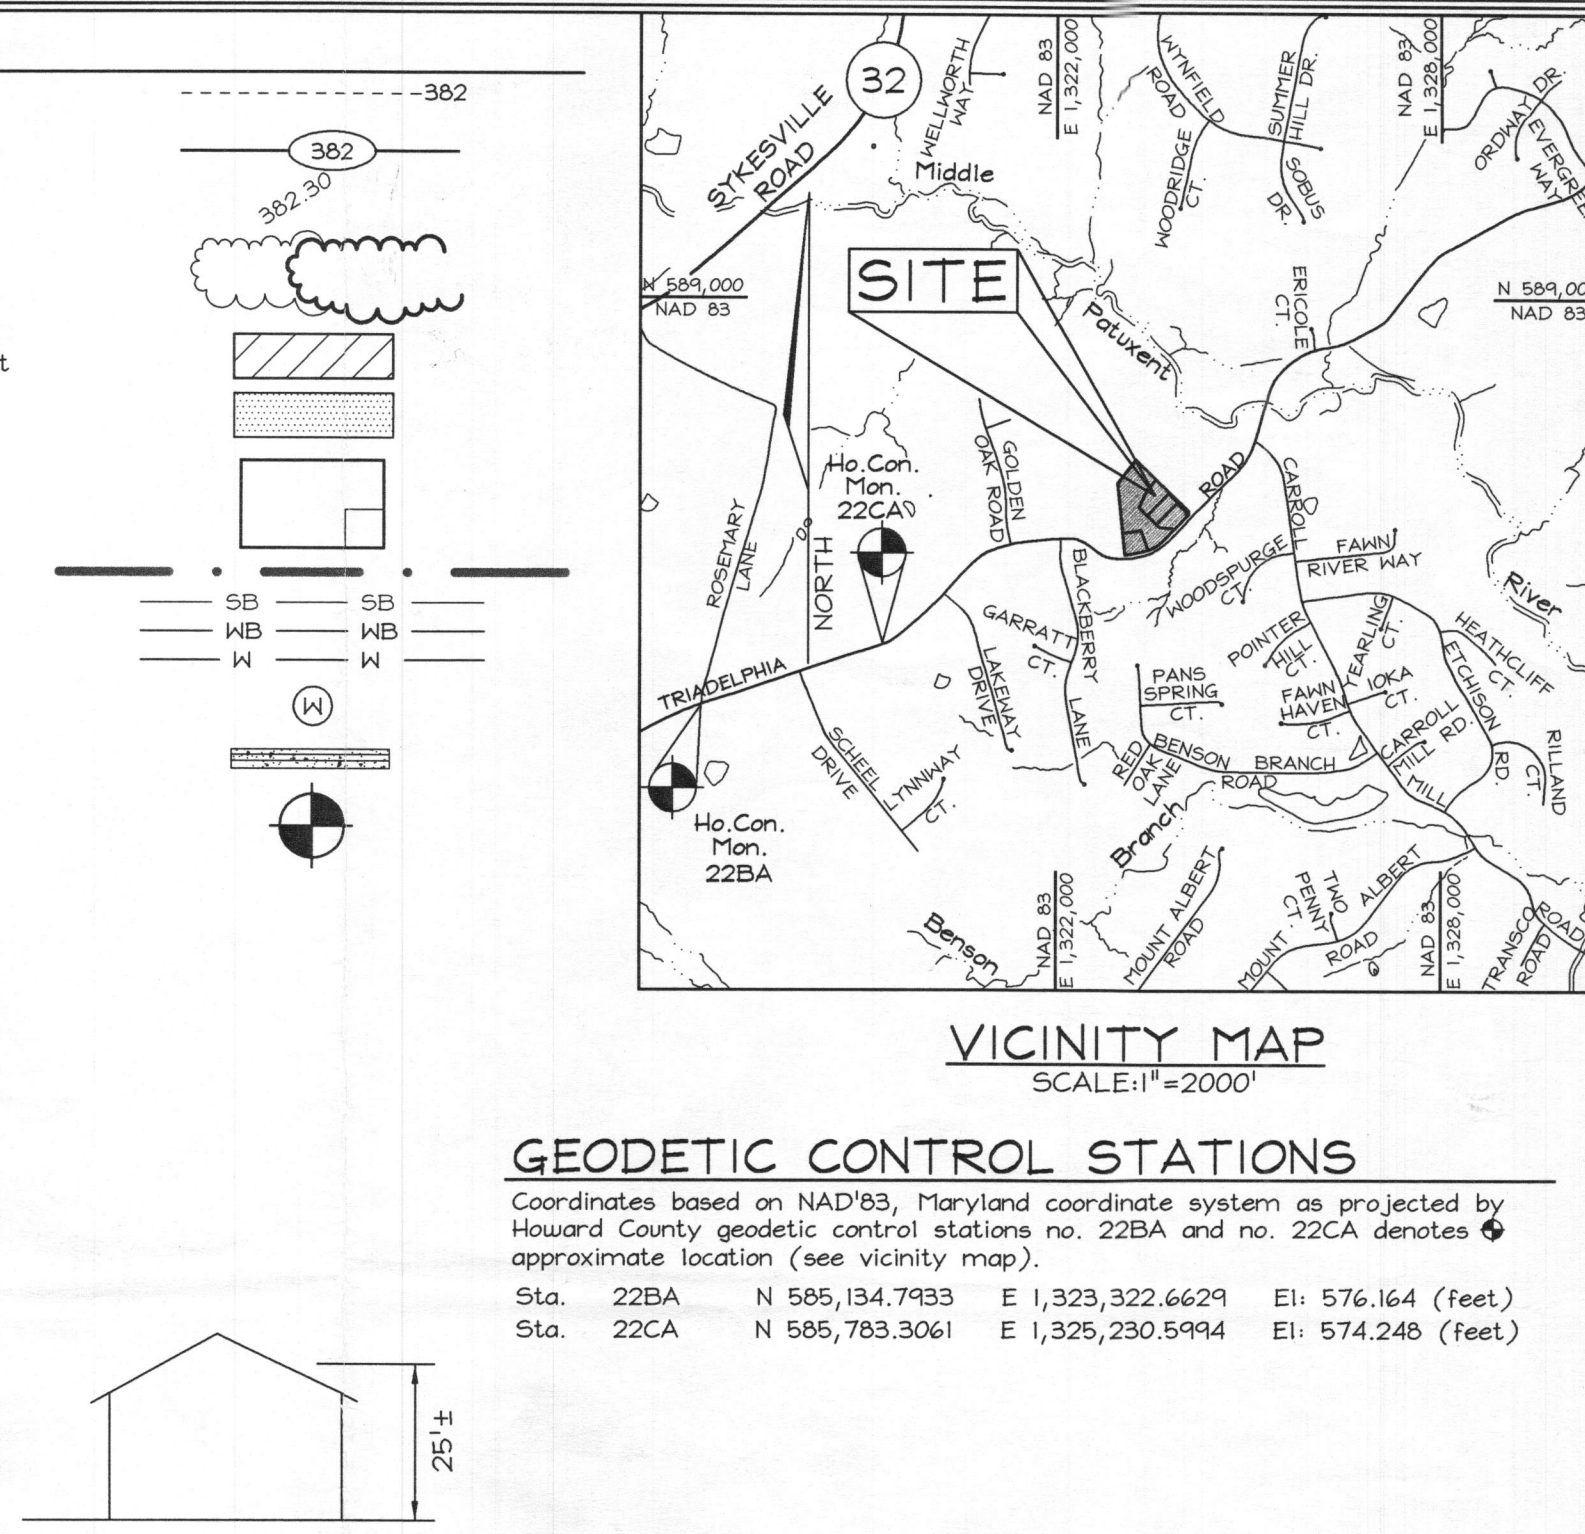 382
382
382.30
t
SB SB
WB WB
W W
W
25'±
32
SYKESVILLE
ROAD
WELLWORTH
WAY
NAD 83
E 1,322,000
WYNFIELD
ROAD
WOODRIDGE
CT.
SUMMER
HILL DR.
SOBUS
DR.
NAD 83
E 1,328,000
ORDWAY DR.
EVERGREE
WAY
Middle
Patuxent
River
N 589,000
NAD 83
SITE
ERICOLE
CT.
N 589,00
NAD 83
GOLDEN
OAK ROAD
Ho.Con.
Mon.
22CA
ROSEMARY
LANE
NORTH
ROAD
CARROLL
FAWN
RIVER WAY
WOODSPURGE
CT.
BLACKBERRY
LANE
GARRATT
CT.
LAKEWAY
DRIVE
POINTER
HILL
CT.
YEARLING
CT.
HEATHCLIFF
CT.
ETCHISON
RD.
PANS
SPRING
CT.
FAWN
HAVEN
CT.
IOKA
CT.
TRIADELPHIA
SCHEEL
DRIVE
LYNNWAY
CT.
RED
OAK
LANE
BENSON BRANCH
ROAD
CARROLL
MILL RD.
MILL
RILLAND
CT.
Ho.Con.
Mon.
22BA
Branch
Benson
NAD 83
E 1,322,000
MOUNT ALBERT
ROAD
TWO
PENNY
CT.
MOUNT ALBERT
ROAD
NAD 83
E 1,328,000
TRANSCO
ROAD
ROAD
VICINITY MAP
SCALE:1"=2000'
GEODETIC CONTROL STATIONS
Coordinates based on NAD'83, Maryland coordinate system as projected by
Howard County geodetic control stations no. 22BA and no. 22CA denotes
approximate location (see vicinity map).
Sta. 22BA N 585,134.7933 E 1,323,322.6629 El: 576.164 (feet)
Sta. 22CA N 585,783.3061 E 1,325,230.5994 El: 574.248 (feet)